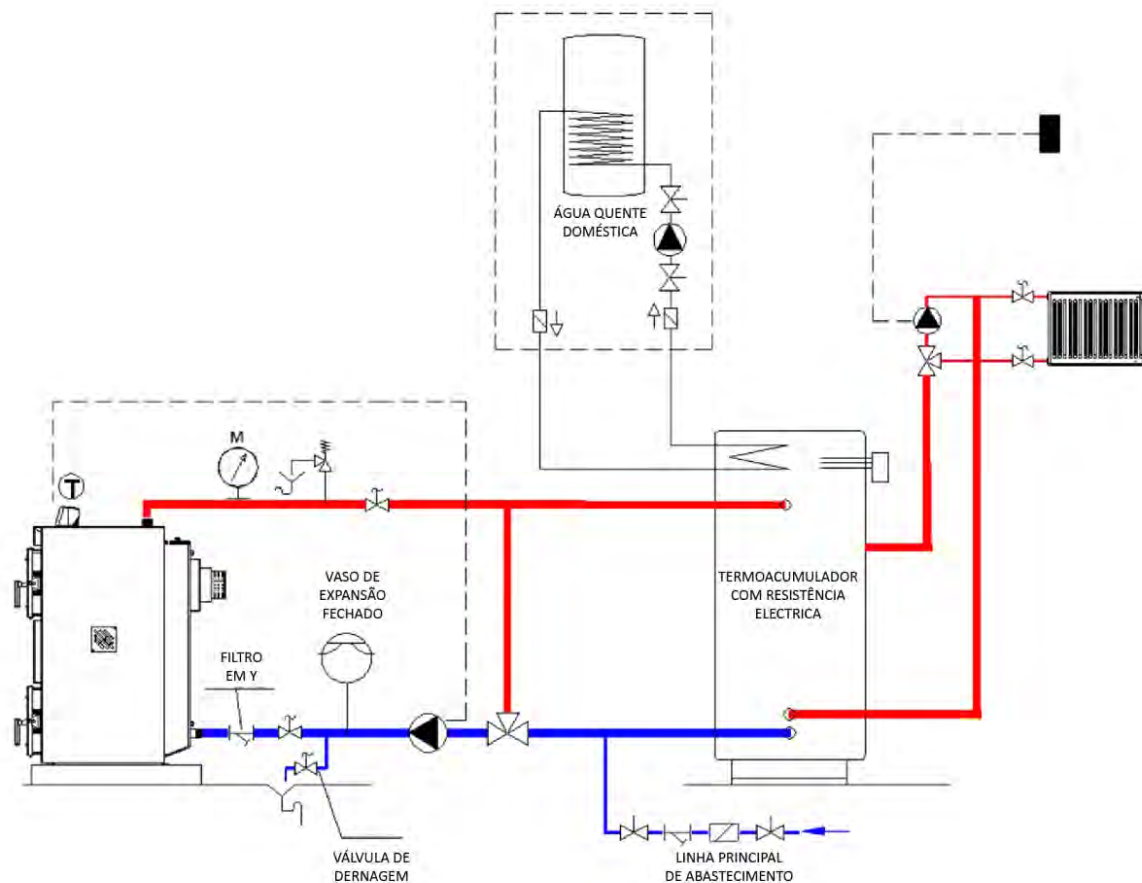 ÁGUA QUENTE
DOMÉSTICA
M
T
VASO DE
EXPANSÃO
FECHADO
TERMOACUMULADOR
COM RESISTÊNCIA
ELECTRICA
FILTRO
EM Y
VÁLVULA DE
DERNAGEM
LINHA PRINCIPAL
DE ABASTECIMENTO